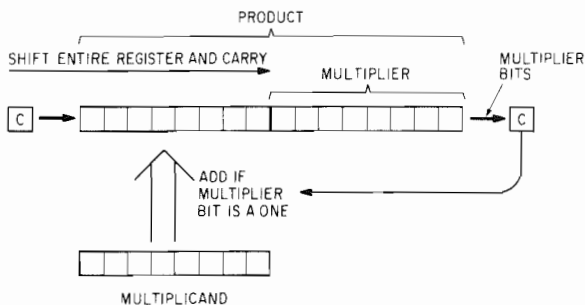 PRODUCT
SHIFT ENTIRE REGISTER AND CARRY
MULTIPLIER
MULTIPLIER
BITS
C
C
ADD IF
MULTIPLIER
BIT IS A ONE
MULTIPLICAND